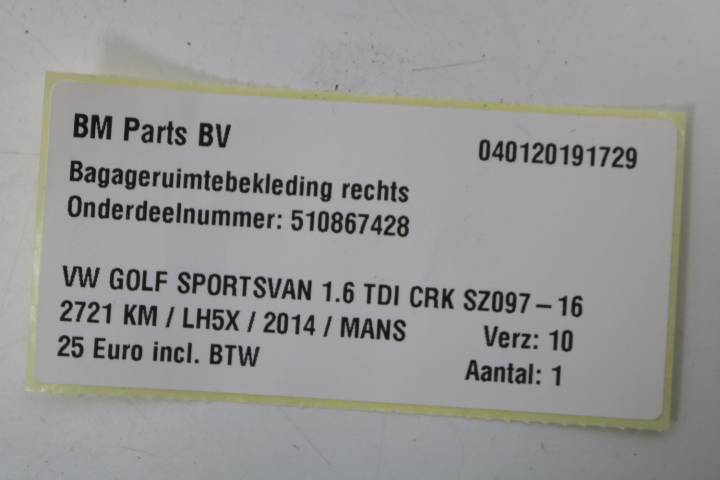 BM Parts BV 040120191729
Bagageruimtebekleding rechts
Onderdeelnummer: 510867428
VW GOLF SPORTSVAN 1.6 TDI CRK SZ097-16
2721 KM / LH5X / 2014 / MANS Verz: 10
25 Euro incl. BTW Aantal: 1